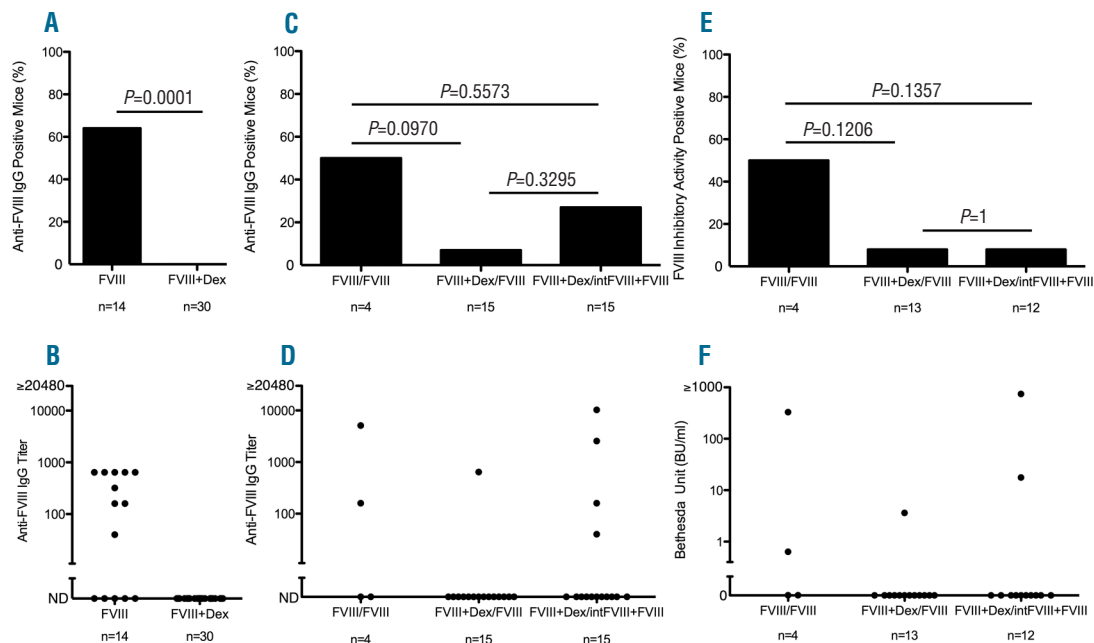 A
Anti-FVIII IgG Positive Mice (%)
100
80
60
40
20
0
P=0.0001
FVIII
FVIII+Dex
n=14
n=30
C
Anti-FVIII IgG Positive Mice (%)
100
80
60
40
20
0
P=0.5573
P=0.0970
P=0.3295
FVIII/FVIII
FVIII+Dex/FVIII
FVIII+Dex/intFVIII+FVIII
n=4
n=15
n=15
E
FVIII Inhibitory Activity Positive Mice (%)
100
80
60
40
20
0
P=0.1357
P=0.1206
P=1
FVIII/FVIII
FVIII+Dex/FVIII
FVIII+Dex/intFVIII+FVIII
n=4
n=13
n=12
B
Anti-FVIII IgG Titer
≥20480
10000
1000
100
ND
FVIII
FVIII+Dex
n=14
n=30
D
Anti-FVIII IgG Titer
≥20480
10000
1000
100
ND
FVIII/FVIII
FVIII+Dex/FVIII
FVIII+Dex/intFVIII+FVIII
n=4
n=15
n=15
F
Bethesda Unit (BU/ml)
≥1000
100
10
1
0
FVIII/FVIII
FVIII+Dex/FVIII
FVIII+Dex/intFVIII+FVIII
n=4
n=13
n=12